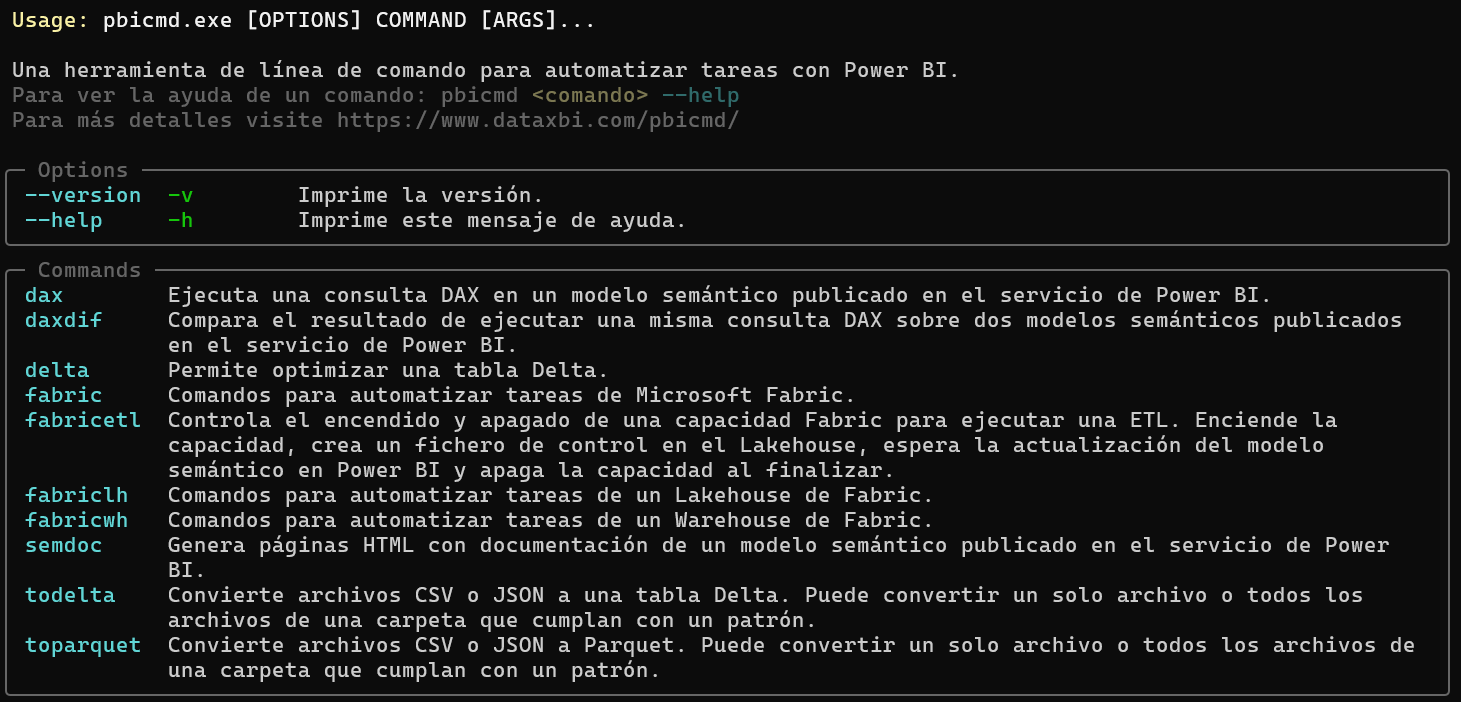 Usage: pbicmd.exe [OPTIONS] COMMAND [ARGS]...
Una herramienta de línea de comando para automatizar tareas con Power BI.
Para ver la ayuda de un comando: pbicmd <comando> --help
Para más detalles visite https://www.dataxbi.com/pbicmd/
Options
--version -v Imprime la versión.
--help -h Imprime este mensaje de ayuda.
Commands
dax Ejecuta una consulta DAX en un modelo semántico publicado en el servicio de Power BI.
daxdif Compara el resultado de ejecutar una misma consulta DAX sobre dos modelos semánticos publicados
en el servicio de Power BI.
delta Permite optimizar una tabla Delta.
fabric Comandos para automatizar tareas de Microsoft Fabric.
fabricetl Controla el encendido y apagado de una capacidad Fabric para ejecutar una ETL. Enciende la
capacidad, crea un fichero de control en el Lakehouse, espera la actualización del modelo
semántico en Power BI y apaga la capacidad al finalizar.
fabriclh Comandos para automatizar tareas de un Lakehouse de Fabric.
fabricwh Comandos para automatizar tareas de un Warehouse de Fabric.
semdoc Genera páginas HTML con documentación de un modelo semántico publicado en el servicio de Power
BI.
todelta Convierte archivos CSV o JSON a una tabla Delta. Puede convertir un solo archivo o todos los
archivos de una carpeta que cumplan con un patrón.
toparquet Convierte archivos CSV o JSON a Parquet. Puede convertir un solo archivo o todos los archivos de
una carpeta que cumplan con un patrón.